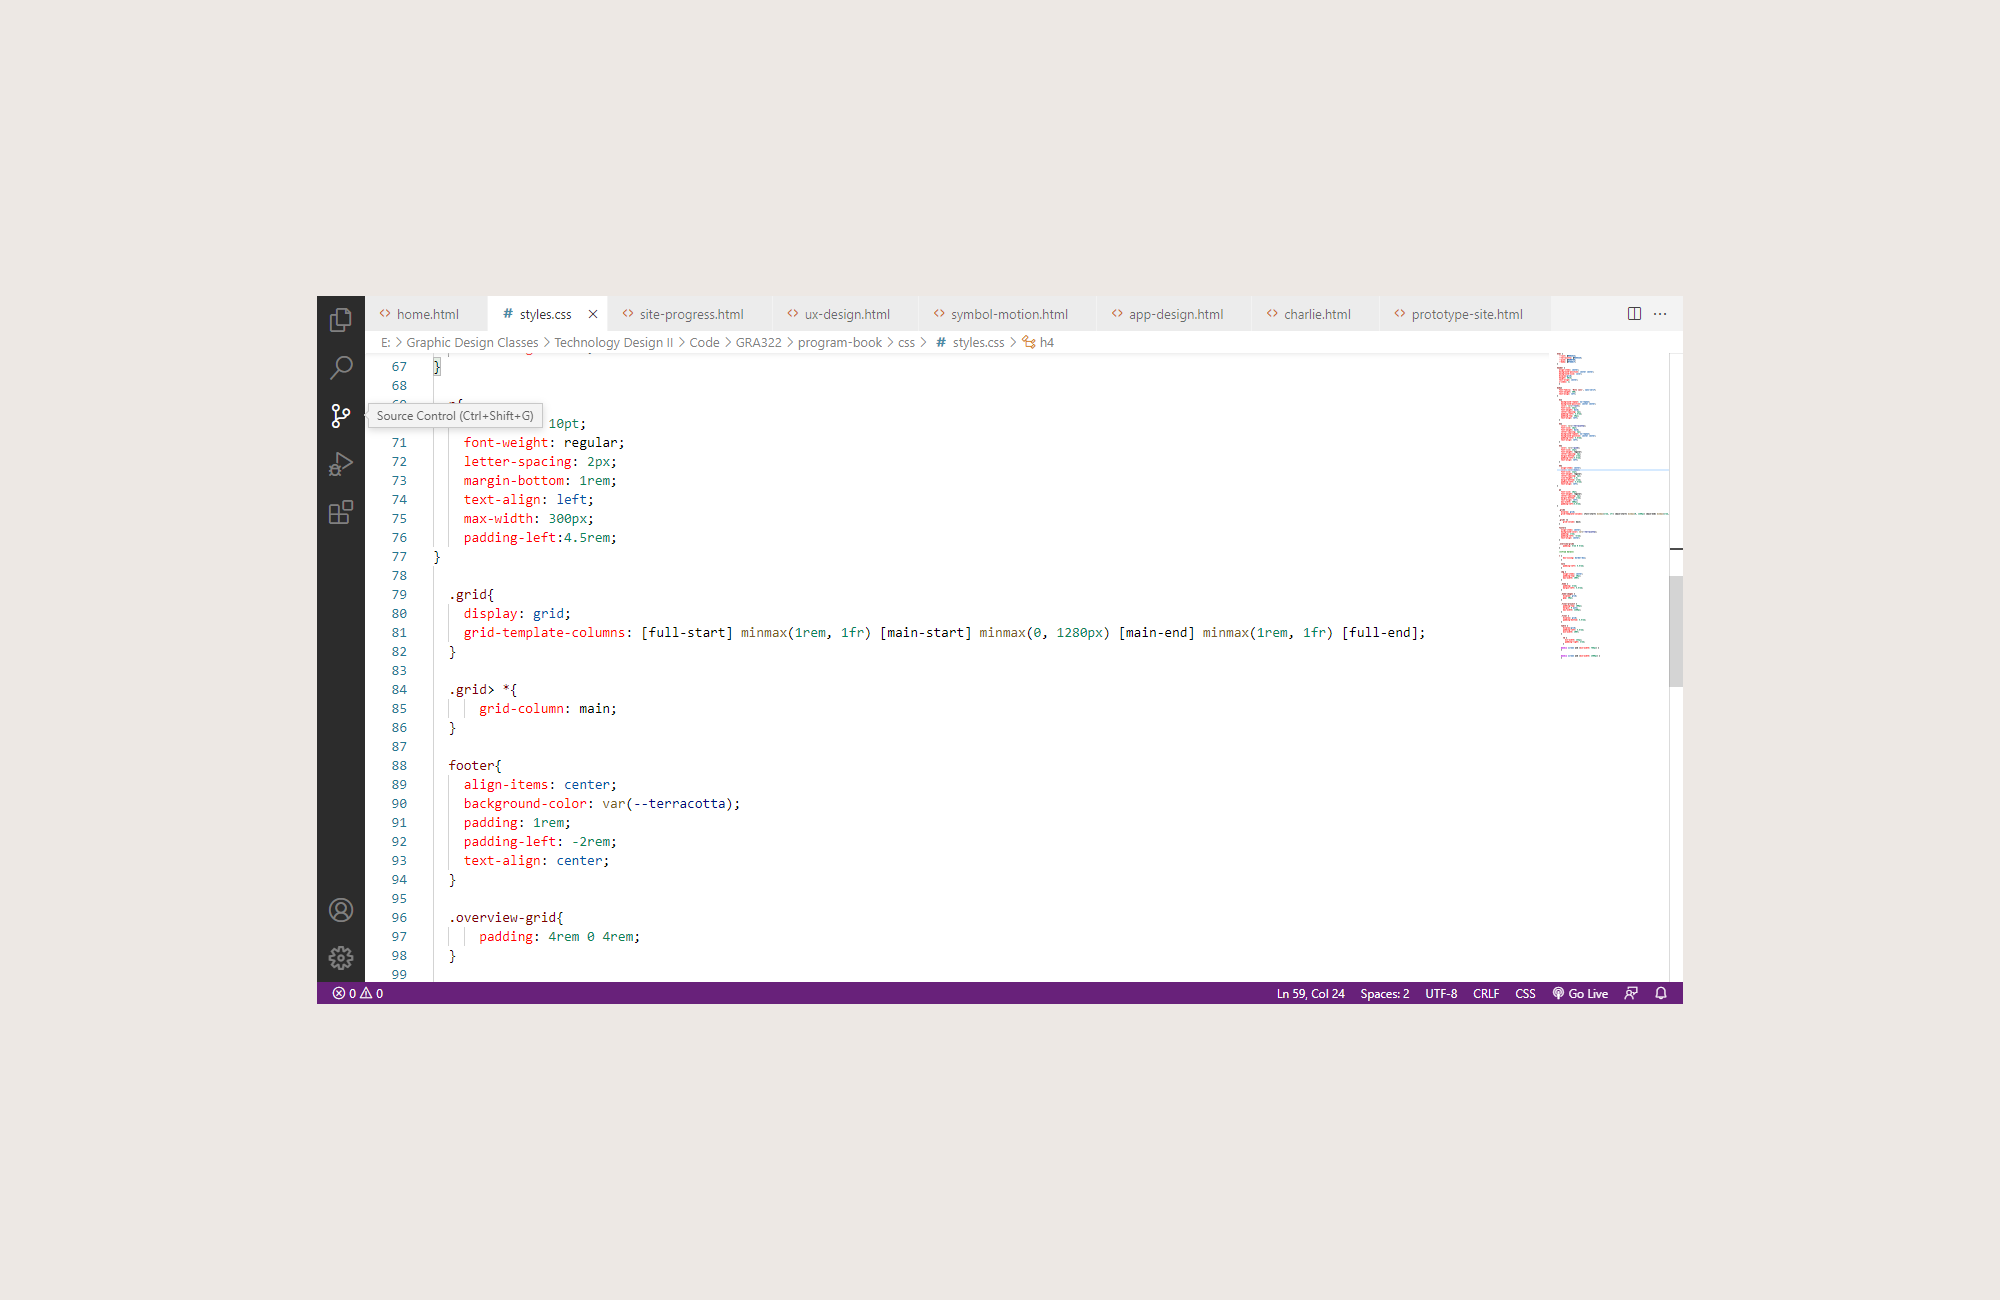 home.html # styles.css site-progress.html ux-design.html symbol-motion.html app-design.html charlie.html prototype-site.html
E: > Graphic Design Classes > Technology Design II > Code > GRA322 > program-book > css > # styles.css > h4
67 }
68
Source Control (Ctrl+Shift+G)
10pt;
71 font-weight: regular;
72 letter-spacing: 2px;
73 margin-bottom: 1rem;
74 text-align: left;
75 max-width: 300px;
76 padding-left:4.5rem;
77 }
78
79 .grid{
80 display: grid;
81 grid-template-columns: [full-start] minmax(1rem, 1fr) [main-start] minmax(0, 1280px) [main-end] minmax(1rem, 1fr) [full-end];
82 }
83
84 .grid> *{
85 grid-column: main;
86 }
87
88 footer{
89 align-items: center;
90 background-color: var(--terracotta);
91 padding: 1rem;
92 padding-left: -2rem;
93 text-align: center;
94 }
95
96 .overview-grid{
97 padding: 4rem 0 4rem;
98 }
99
0 0 Ln 59, Col 24 Spaces: 2 UTF-8 CRLF CSS Go Live